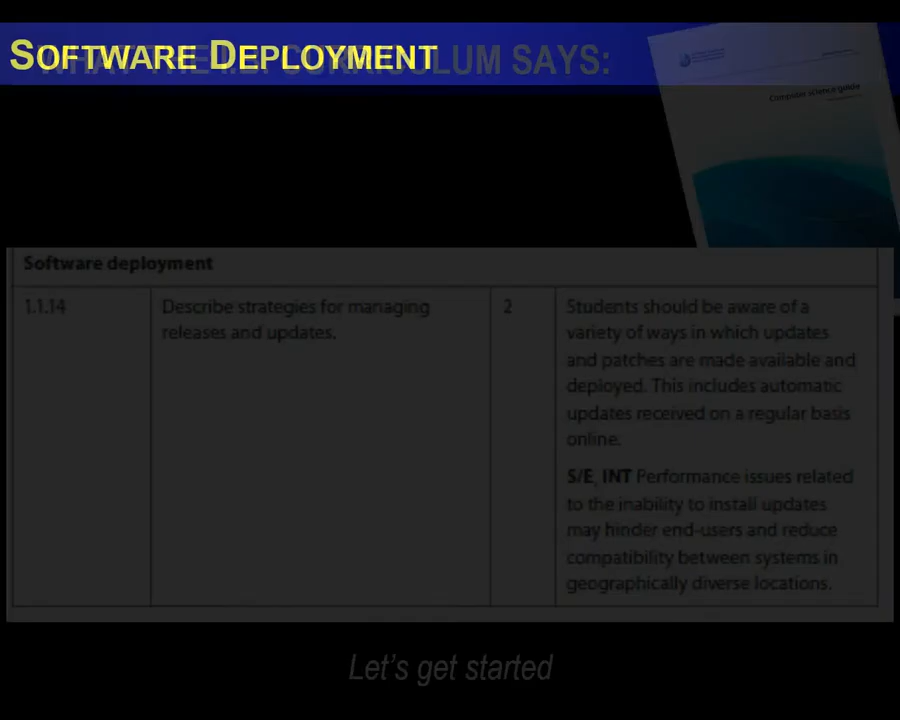 SOFTWARE DEPLOYMENT
WHAT THE I.B. CURRICULUM SAYS:
Computer science guide
Software deployment
1.1.14
Describe strategies for managing
releases and updates.
2
Students should be aware of a
variety of ways in which updates
and patches are made available and
deployed. This includes automatic
updates received on a regular basis
online.
S/E, INT Performance issues related
to the inability to install updates
may hinder end-users and reduce
compatibility between systems in
geographically diverse locations.
Let's get started